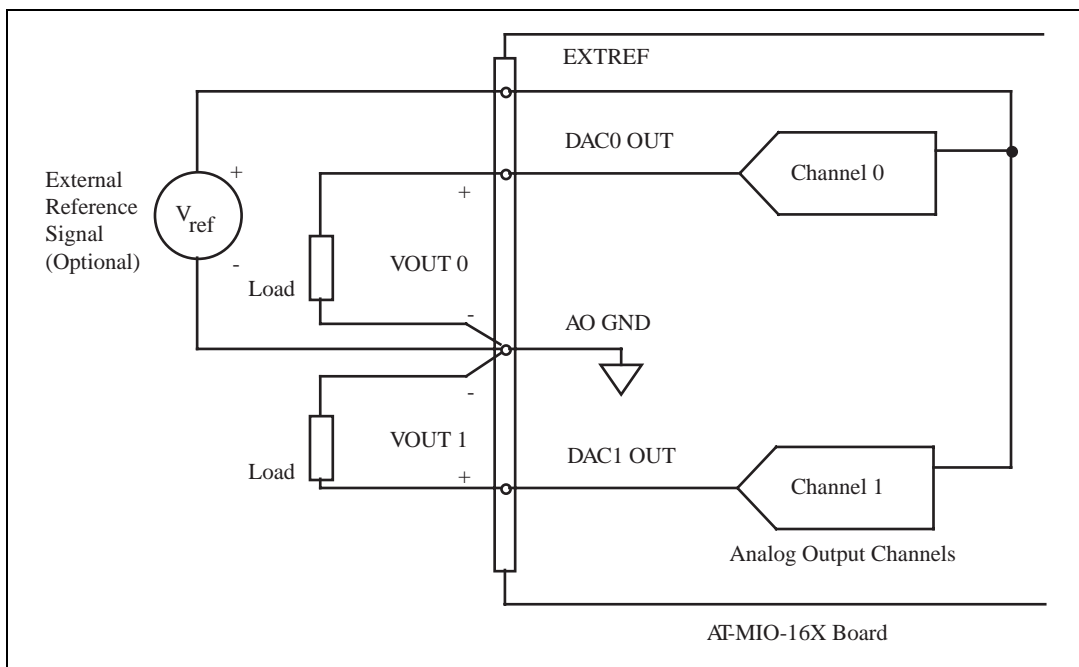 EXTREF
DAC0 OUT
Channel 0
External
Reference
Signal
(Optional)
+
Vref
-
+
VOUT 0
Load
-
AO GND
-
VOUT 1
Load
+
DAC1 OUT
Channel 1
Analog Output Channels
AT-MIO-16X Board